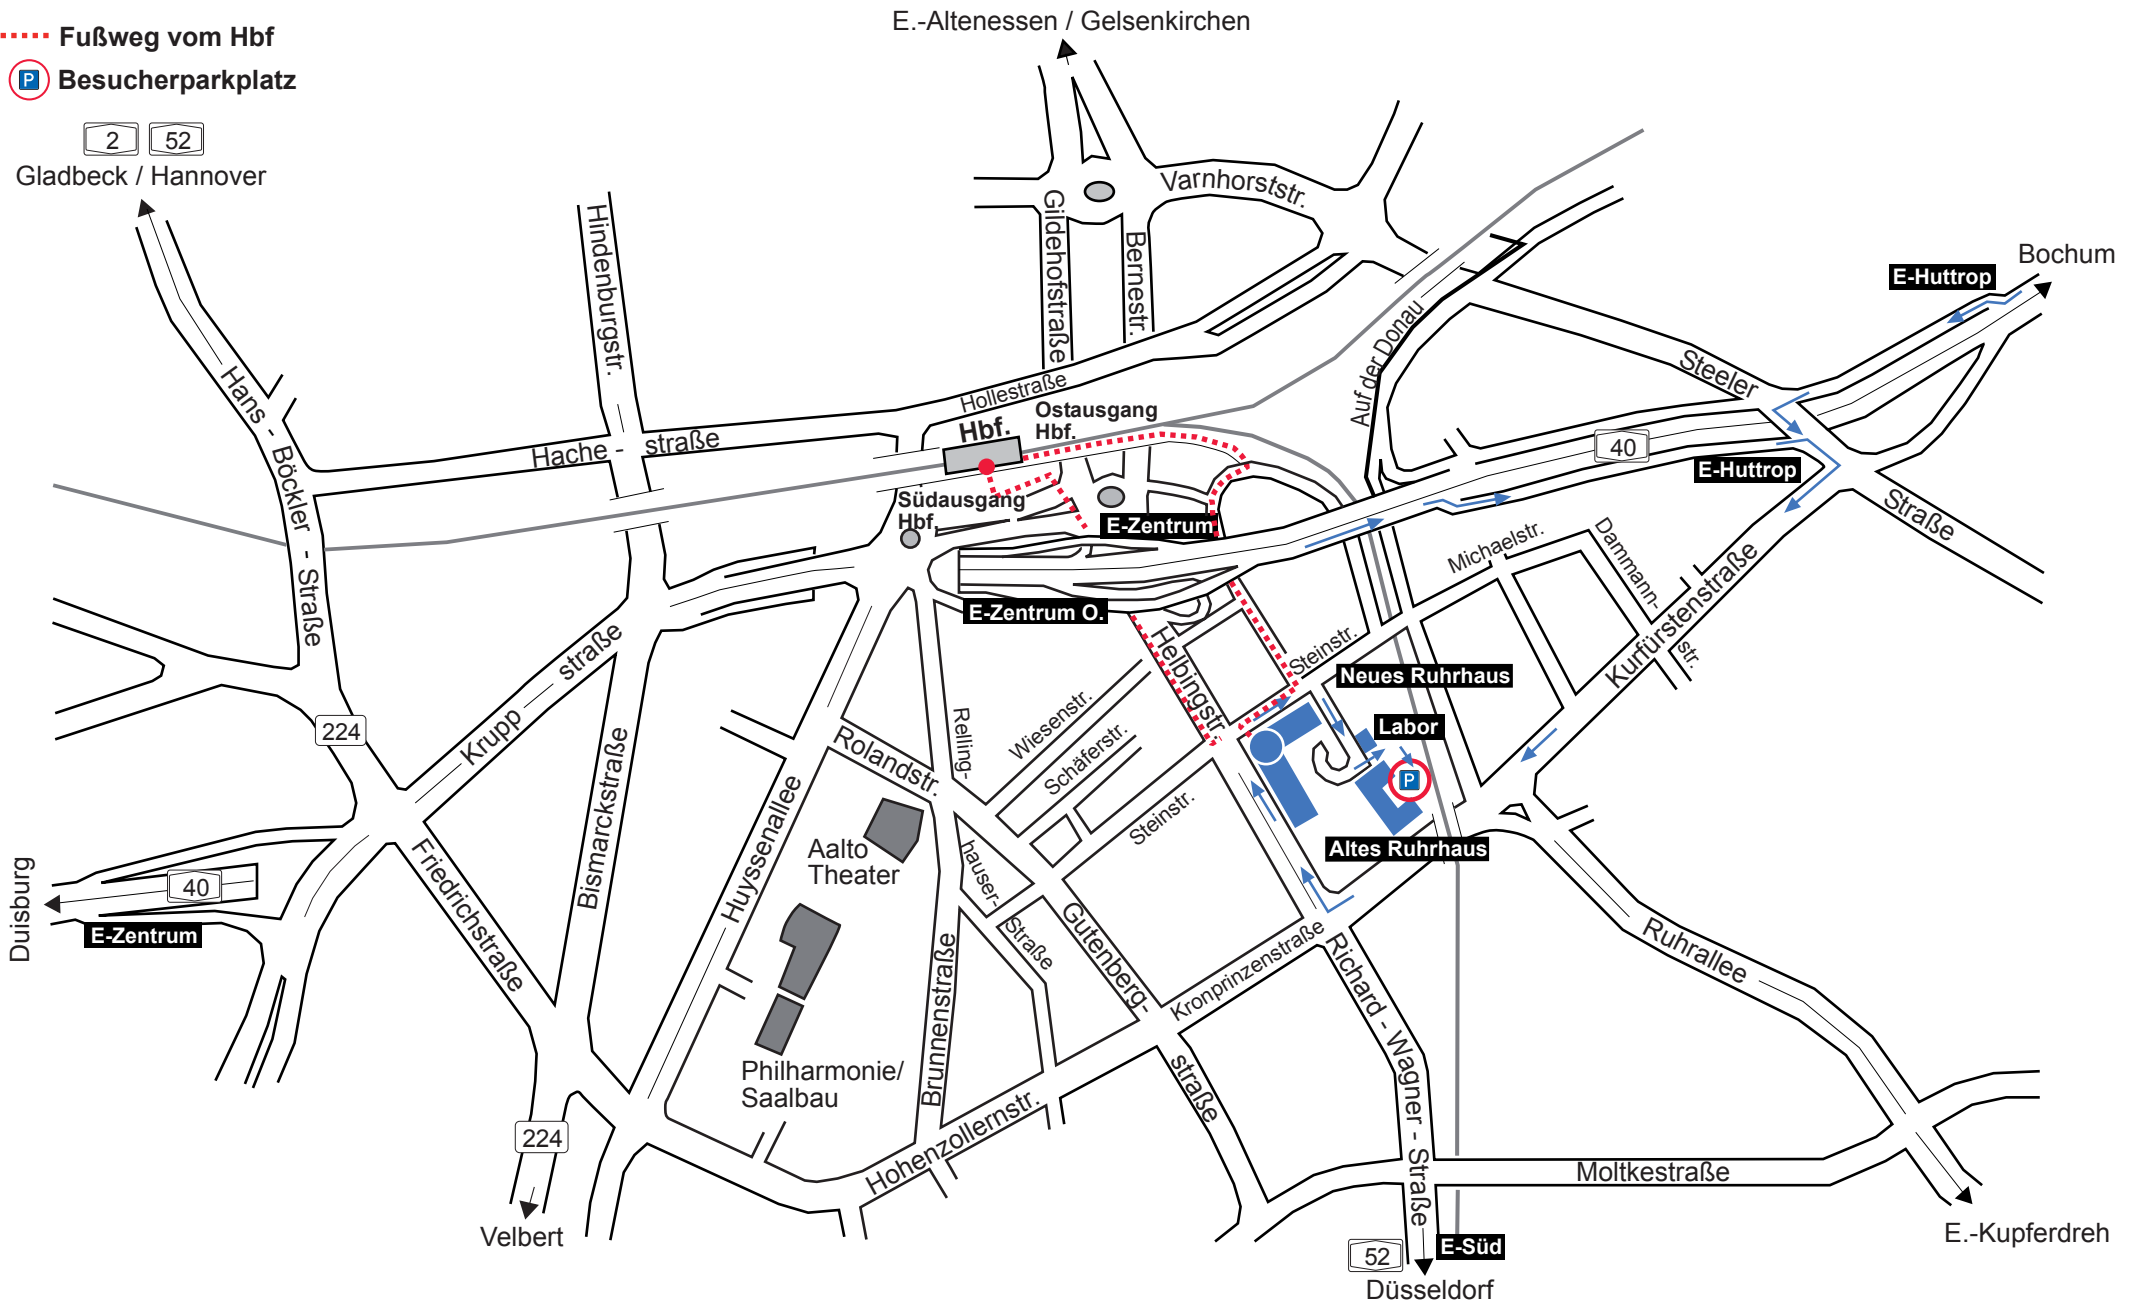 E.-Altenessen / Gelsenkirchen
Fußweg vom Hbf
P Besucherparkplatz
2 52
Gladbeck / Hannover
Varnhorststr.
Hindenburgstr.
Gildehofstraße
Bernestr.
Bochum
E-Huttrop
Auf der Donau
Steeler
Straße
Hans - Böckler - Straße
Hollestraße
Ostausgang
Hbf.
Hbf.
Hache - straße
40
E-Huttrop
Südausgang
Hbf.
E-Zentrum
Michaelstr.
Dammann-
str.
Kurfürstenstraße
E-Zentrum O.
Helbingstr.
Steinstr.
Neues Ruhrhaus
Krupp straße
224
Wiesenstr.
Schäferstr.
Relling-
hauser-
Straße
Labor
P
Rolandstr.
Bismarckstraße
Huyssenallee
Steinstr.
Altes Ruhrhaus
Aalto
Theater
Duisburg
40
E-Zentrum
Friedrichstraße
Gutenberg-
straße
Kronprinzenstraße
Richard - Wagner - Straße
Ruhrallee
Brunnenstraße
Philharmonie/
Saalbau
Hohenzollernstr.
224
Velbert
Moltkestraße
E.-Kupferdreh
E-Süd
52
Düsseldorf